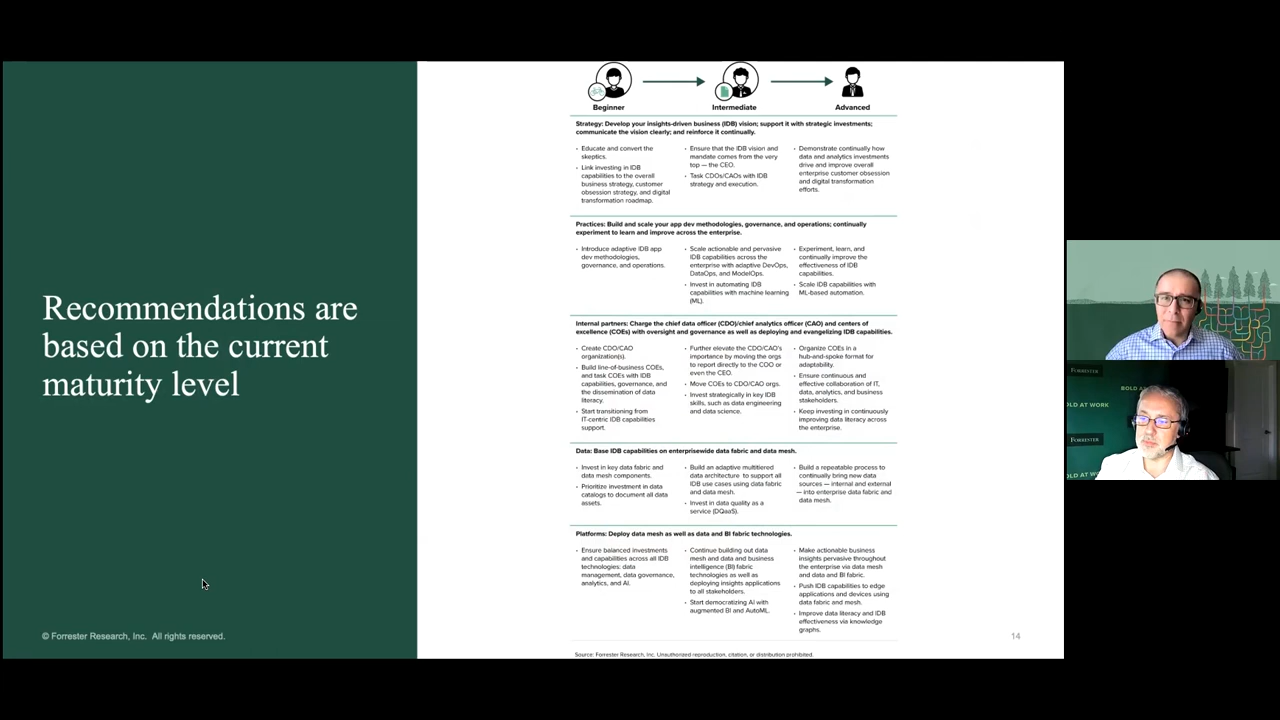 Recommendations are
based on the current
maturity level
© Forrester Research, Inc. All rights reserved.
Beginner
Intermediate
Advanced
Strategy: Develop your insights-driven business (IDB) vision; support it with strategic investments;
communicate the vision clearly; and reinforce it continually.
• Educate and convert the
skeptics.
• Link investing in IDB
capabilities to the overall
business strategy, customer
obsession strategy, and digital
transformation roadmap.
• Ensure that the IDB vision and
mandate comes from the very
top — the CEO.
• Task CDOs/CAOs with IDB
strategy and execution.
• Demonstrate continually how
data and analytics investments
drive and improve overall
enterprise customer obsession
and digital transformation
efforts.
Practices: Build and scale your app dev methodologies, governance, and operations; continually
experiment to learn and improve across the enterprise.
• Introduce adaptive IDB app
dev methodologies,
governance, and operations.
• Scale actionable and pervasive
IDB capabilities across the
enterprise with adaptive DevOps,
DataOps, and ModelOps.
• Invest in automating IDB
capabilities with machine learning
(ML).
• Experiment, learn, and
continually improve the
effectiveness of IDB
capabilities.
• Scale IDB capabilities with
ML-based automation.
Internal partners: Charge the chief data officer (CDO)/chief analytics officer (CAO) and centers of
excellence (COEs) with oversight and governance as well as deploying and evangelizing IDB capabilities.
• Create CDO/CAO
organization(s).
• Build line-of-business COEs,
and task COEs with IDB
capabilities, governance, and
the dissemination of data
literacy.
• Start transitioning from
IT-centric IDB capabilities
support.
• Further elevate the CDO/CAO's
importance by moving the orgs
to report directly to the COO or
even the CEO.
• Move COEs to CDO/CAO orgs.
• Invest strategically in key IDB
skills, such as data engineering
and data science.
• Organize COEs in a
hub-and-spoke format for
adaptability.
• Ensure continuous and
effective collaboration of IT,
data, analytics, and business
stakeholders.
• Keep investing in continuously
improving data literacy across
the enterprise.
Data: Base IDB capabilities on enterprisewide data fabric and data mesh.
• Invest in key data fabric and
data mesh components.
• Prioritize investment in data
catalogs to document all data
assets.
• Build an adaptive multitiered
data architecture to support all
IDB use cases using data fabric
and data mesh.
• Invest in data quality as a
service (DQaaS).
• Build a repeatable process to
continually bring new data
sources — internal and external
— into enterprise data fabric and
data mesh.
Platforms: Deploy data mesh as well as data and BI fabric technologies.
• Ensure balanced investments
and capabilities across all IDB
technologies: data
management, data governance,
analytics, and AI.
• Continue building out data
mesh and data and business
intelligence (BI) fabric
technologies as well as
deploying insights applications
to all stakeholders.
• Start democratizing AI with
augmented BI and AutoML.
• Make actionable business
insights pervasive throughout
the enterprise via data mesh
and data and BI fabric.
• Push IDB capabilities to edge
applications and devices using
data fabric and mesh.
• Improve data literacy and IDB
effectiveness via knowledge
graphs.
Source: Forrester Research, Inc. Unauthorized reproduction, citation, or distribution prohibited.
14
FORRESTER
BOLD AT
OLD AT WORK
FORRESTER
BOLD AT WO